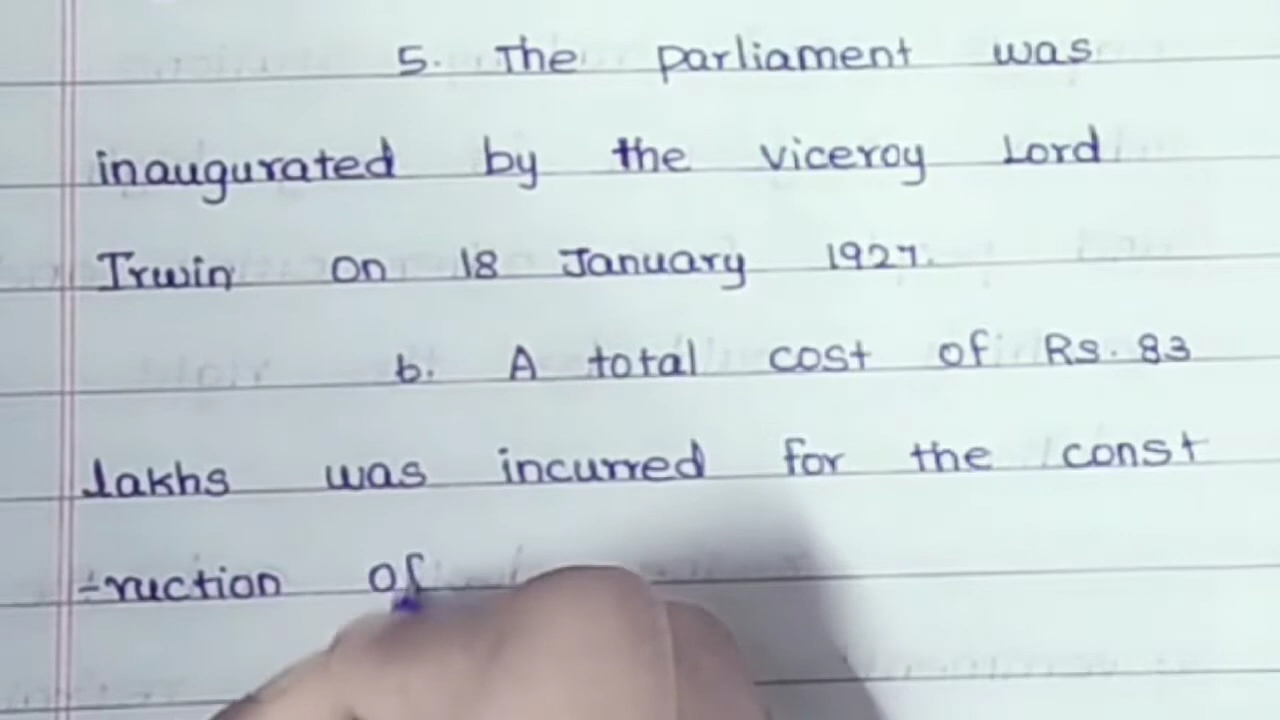 5. The parliament was
inaugurated by the viceroy Lord
Irwin on 18 January 1927.
6. A total cost of Rs. 83
lakhs was incurred for the const
-ruction of